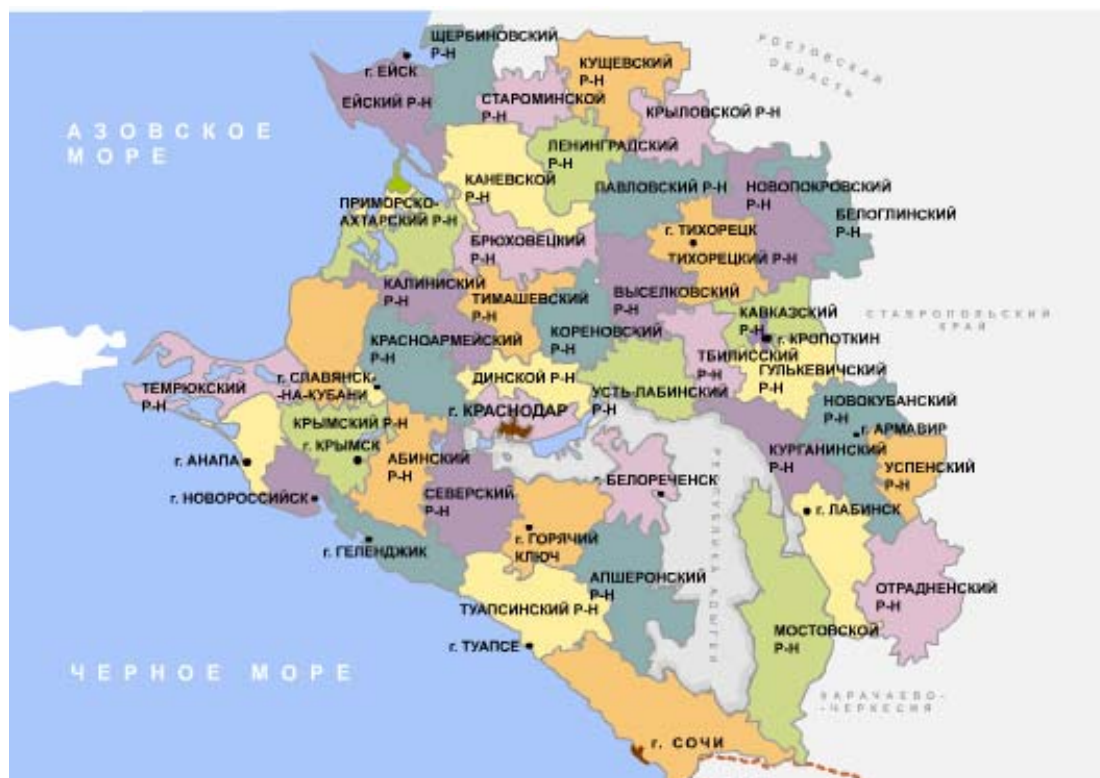 ЩЕРБИНОВСКИЙ
Р-Н
РОСТОВСКАЯ
ОБЛАСТЬ
г. ЕЙСК
КУЩЕВСКИЙ
Р-Н
ЕЙСКИЙ Р-Н
СТАРОМИНСКОЙ
Р-Н
КРЫЛОВСКОЙ Р-Н
АЗОВСКОЕ
МОРЕ
ЛЕНИНГРАДСКИЙ
Р-Н
КАНЕВСКОЙ
Р-Н
ПАВЛОВСКИЙ Р-Н
НОВОПОКРОВСКИЙ
Р-Н
ПРИМОРСКО-
АХТАРСКИЙ Р-Н
БЕЛОГЛИНСКИЙ
Р-Н
г. ТИХОРЕЦК
БРЮХОВЕЦКИЙ
Р-Н
ТИХОРЕЦКИЙ Р-Н
КАЛИНИСКИЙ
Р-Н
ТИМАШЕВСКИЙ
Р-Н
ВЫСЕЛКОВСКИЙ
Р-Н
КАВКАЗСКИЙ
Р-Н
СТАВРОПОЛЬСКИЙ
КРАЙ
КРАСНОАРМЕЙСКИЙ
Р-Н
КОРЕНОВСКИЙ
Р-Н
г. КРОПОТКИН
ТБИЛИССКИЙ
Р-Н
ГУЛЬКЕВИЧСКИЙ
Р-Н
ТЕМРЮКСКИЙ
Р-Н
г. СЛАВЯНСК-
НА-КУБАНИ
ДИНСКОЙ Р-Н
УСТЬ-ЛАБИНСКИЙ
Р-Н
НОВОКУБАНСКИЙ
Р-Н
г. КРАСНОДАР
КРЫМСКИЙ Р-Н
г. АРМАВИР
г. КРЫМСК
АБИНСКИЙ
Р-Н
КУРГАНИНСКИЙ
Р-Н
г. АНАПА
УСПЕНСКИЙ
Р-Н
БЕЛОРЕЧЕНСК
РЕСПУБЛИКА АДЫГЕЯ
г. НОВОРОССИЙСК
СЕВЕРСКИЙ
Р-Н
г. ЛАБИНСК
г. ГОРЯЧИЙ
КЛЮЧ
г. ГЕЛЕНДЖИК
АПШЕРОНСКИЙ
Р-Н
ОТРАДНЕНСКИЙ
Р-Н
ТУАПСИНСКИЙ Р-Н
МОСТОВСКОЙ
Р-Н
г. ТУАПСЕ
ЧЕРНОЕ МОРЕ
КАРАЧАЕВО-
-ЧЕРКЕСИЯ
г. СОЧИ